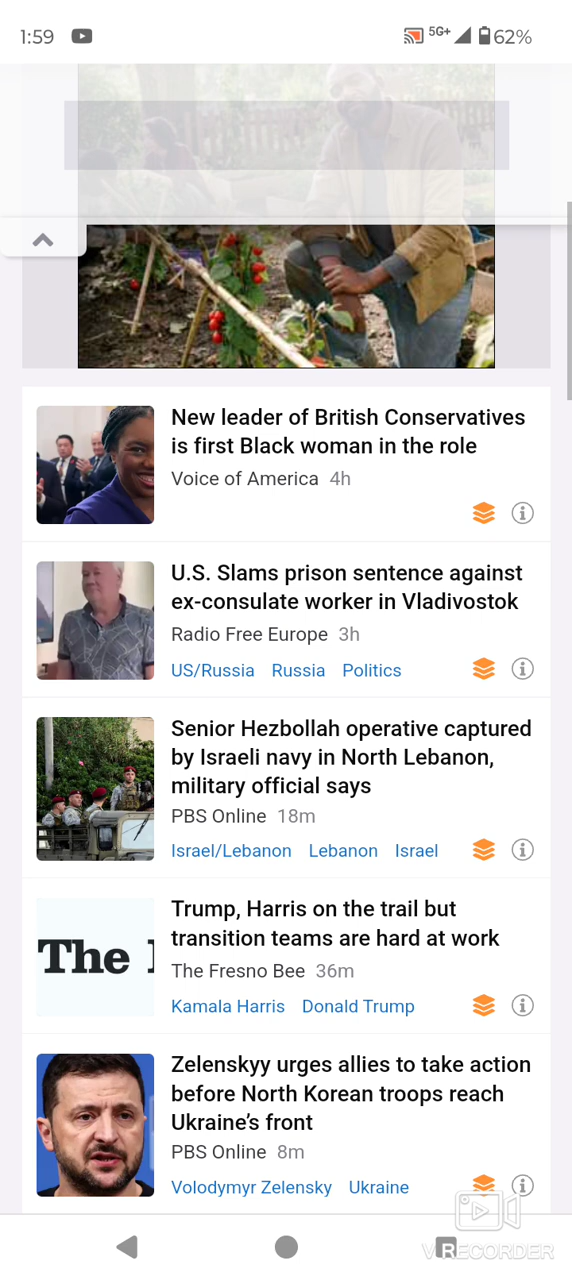 1:59
5G+
62%
New leader of British Conservatives
is first Black woman in the role
Voice of America 4h
U.S. Slams prison sentence against
ex-consulate worker in Vladivostok
Radio Free Europe 3h
US/Russia Russia Politics
Senior Hezbollah operative captured
by Israeli navy in North Lebanon,
military official says
PBS Online 18m
Israel/Lebanon Lebanon Israel
The
Trump, Harris on the trail but
transition teams are hard at work
The Fresno Bee 36m
Kamala Harris Donald Trump
Zelenskyy urges allies to take action
before North Korean troops reach
Ukraine’s front
PBS Online 8m
Volodymyr Zelensky Ukraine
VRECORDER